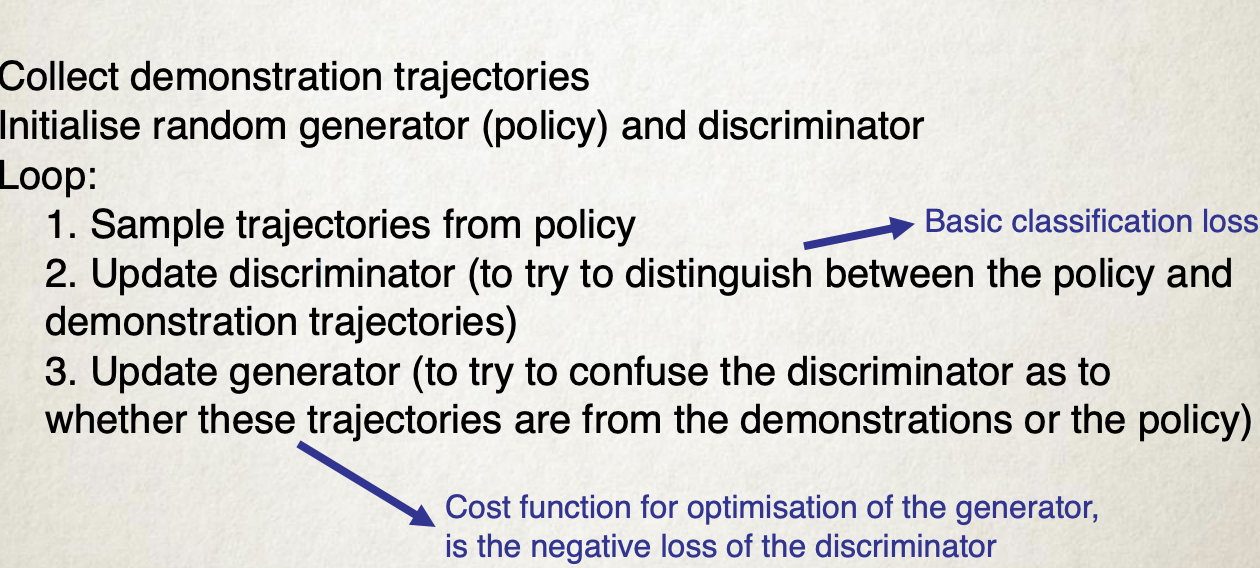 Collect demonstration trajectories
Initialise random generator (policy) and discriminator
Loop:
1. Sample trajectories from policy
Basic classification loss
2. Update discriminator (to try to distinguish between the policy and
demonstration trajectories)
3. Update generator (to try to confuse the discriminator as to
whether these trajectories are from the demonstrations or the policy)
Cost function for optimisation of the generator,
is the negative loss of the discriminator